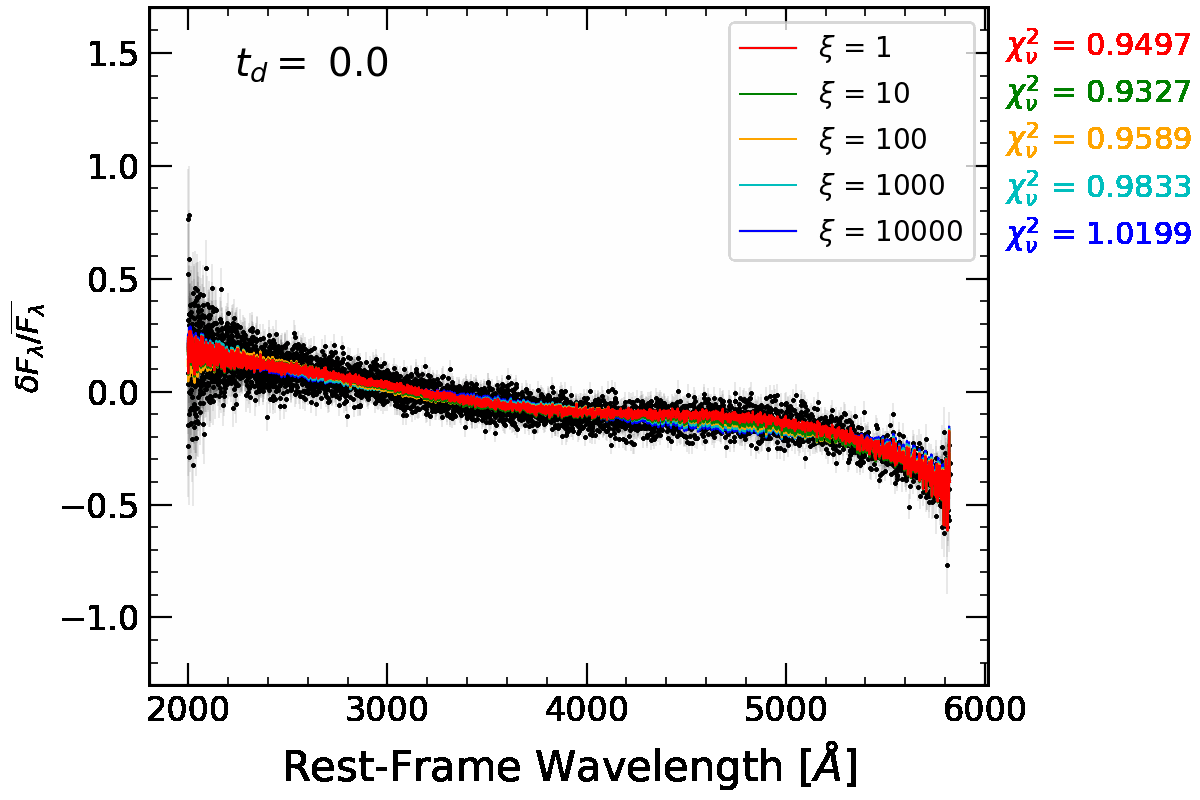 t_d = 0.0
ξ = 1
ξ = 10
ξ = 100
ξ = 1000
ξ = 10000
χ²_ν = 0.9497
χ²_ν = 0.9327
χ²_ν = 0.9589
χ²_ν = 0.9833
χ²_ν = 1.0199
δF_λ/F̅_λ̅
1.5
1.0
0.5
0.0
−0.5
−1.0
2000 3000 4000 5000 6000
Rest-Frame Wavelength [Å]